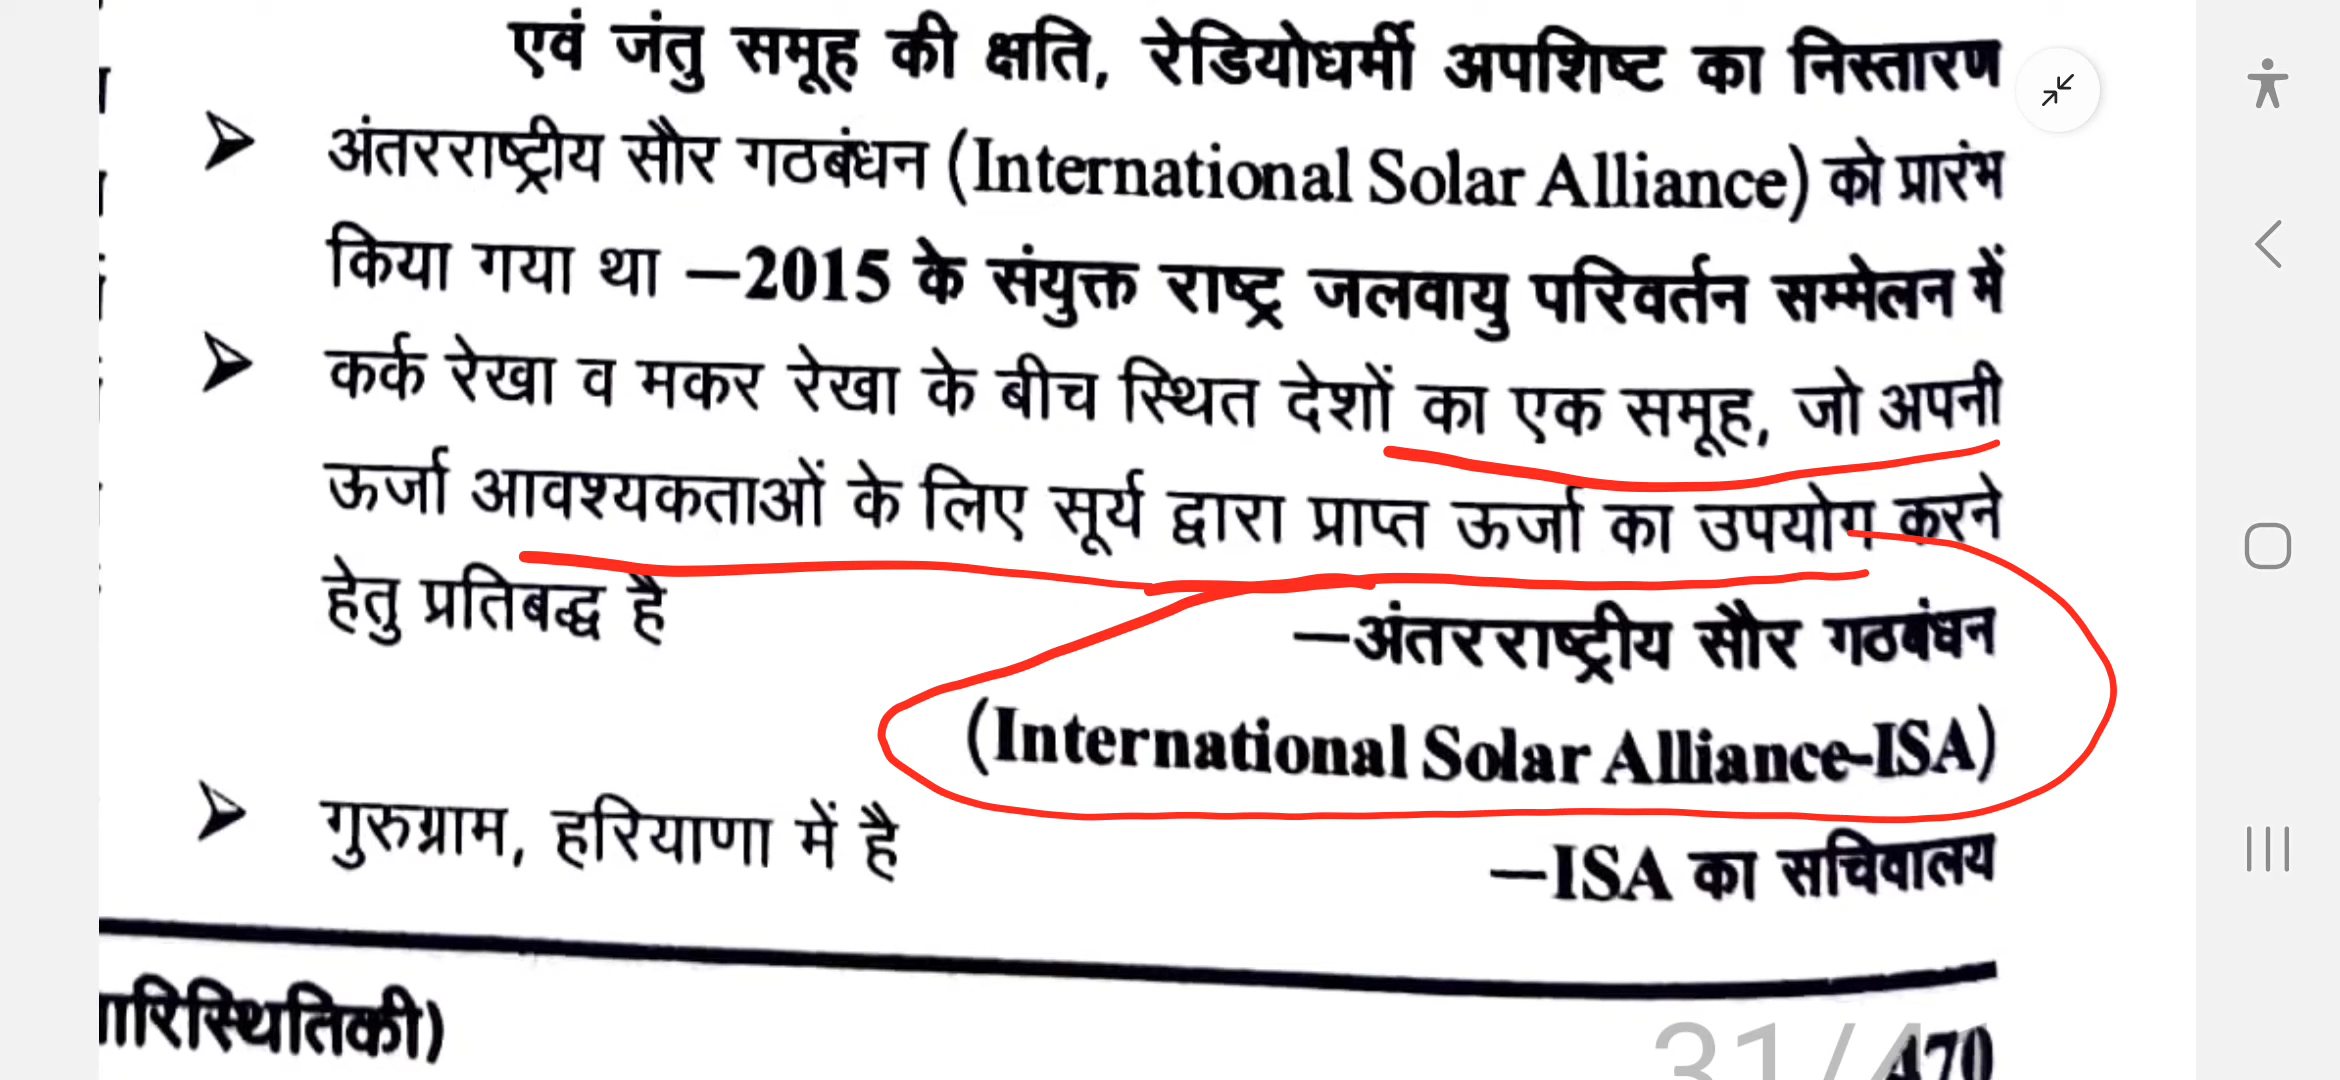 एवं जंतु समूह की क्षति, रेडियोधर्मी अपशिष्ट का निस्तारण
➢ अंतरराष्ट्रीय सौर गठबंधन (International Solar Alliance) को प्रारंभ
किया गया था –2015 के संयुक्त राष्ट्र जलवायु परिवर्तन सम्मेलन में
➢ कर्क रेखा व मकर रेखा के बीच स्थित देशों का एक समूह, जो अपनी
ऊर्जा आवश्यकताओं के लिए सूर्य द्वारा प्राप्त ऊर्जा का उपयोग करने
हेतु प्रतिबद्ध है
–अंतरराष्ट्रीय सौर गठबंधन
(International Solar Alliance-ISA)
➢ गुरुग्राम, हरियाणा में है –ISA का सचिवालय
470